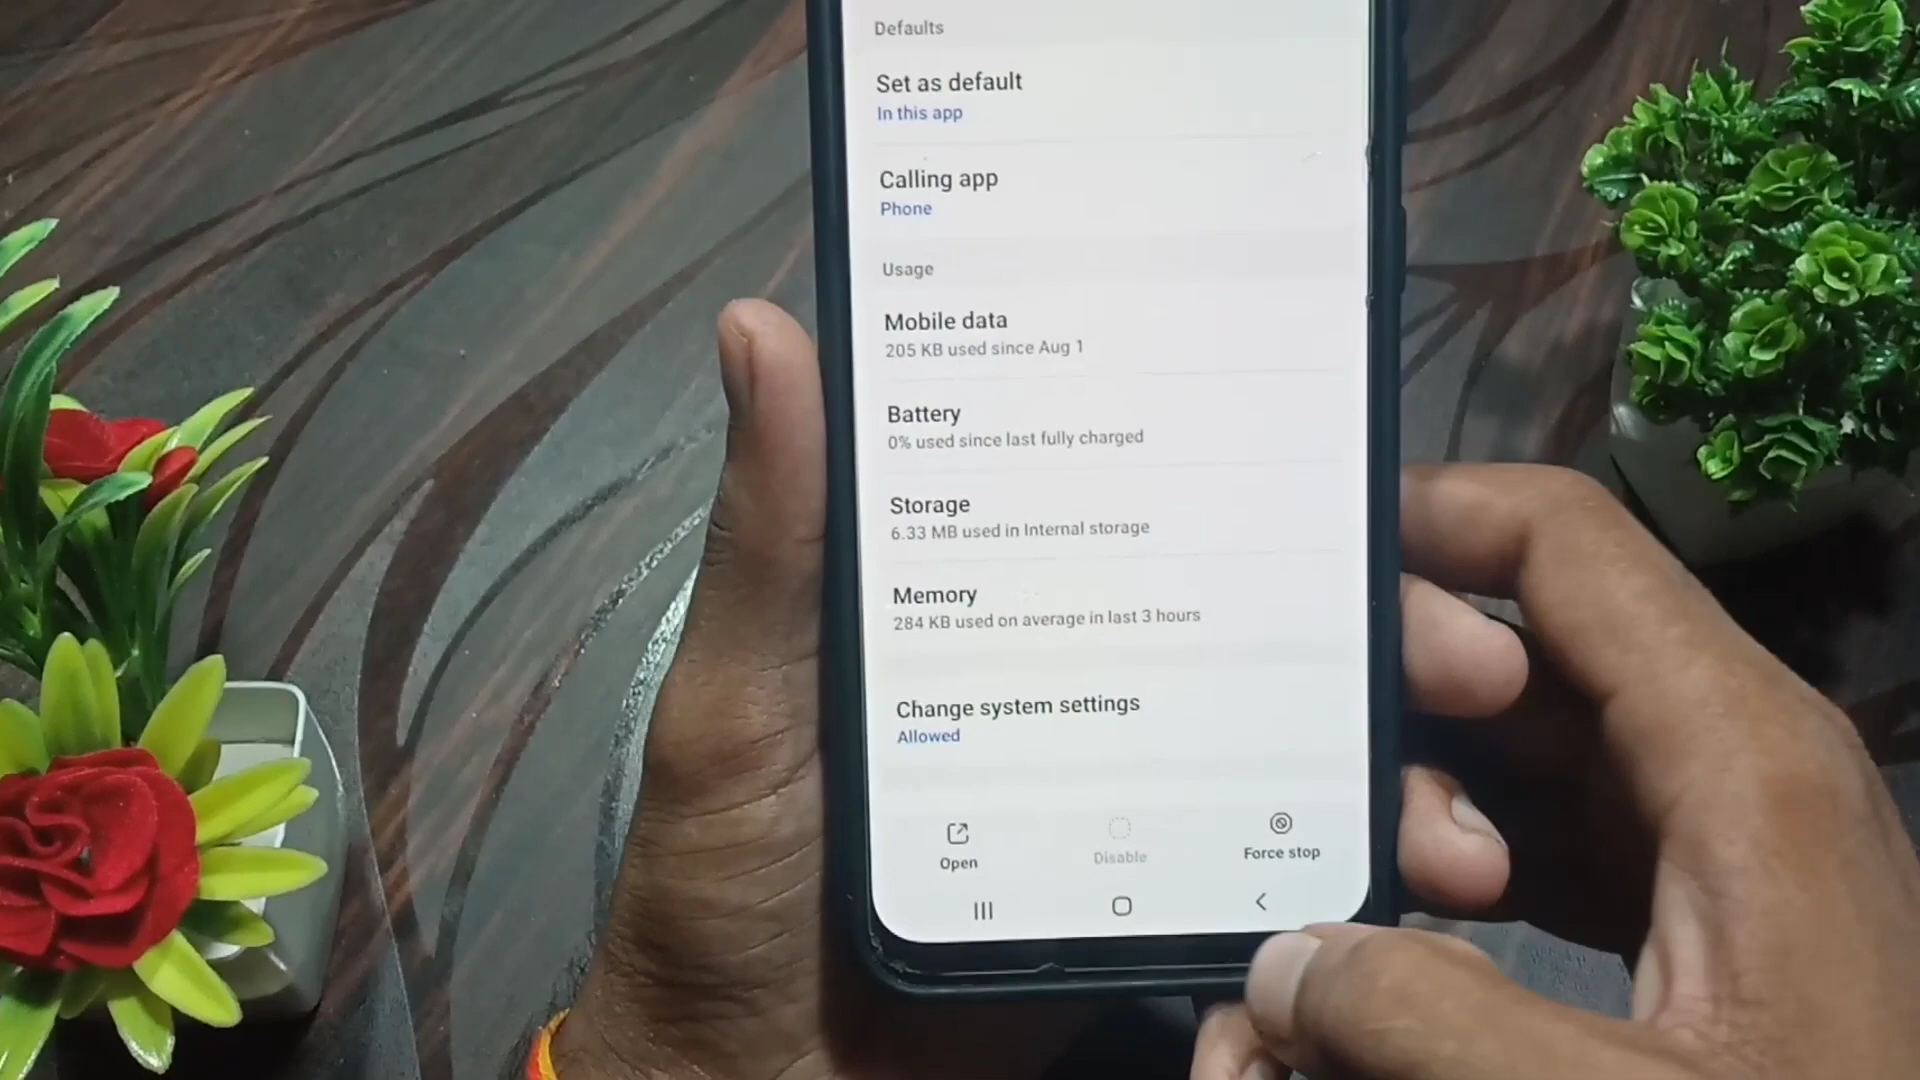 Defaults
Set as default
In this app
Calling app
Phone
Usage
Mobile data
205 KB used since Aug 1
Battery
0% used since last fully charged
Storage
6.33 MB used in Internal storage
Memory
284 KB used on average in last 3 hours
Change system settings
Allowed
Open
Disable
Force stop